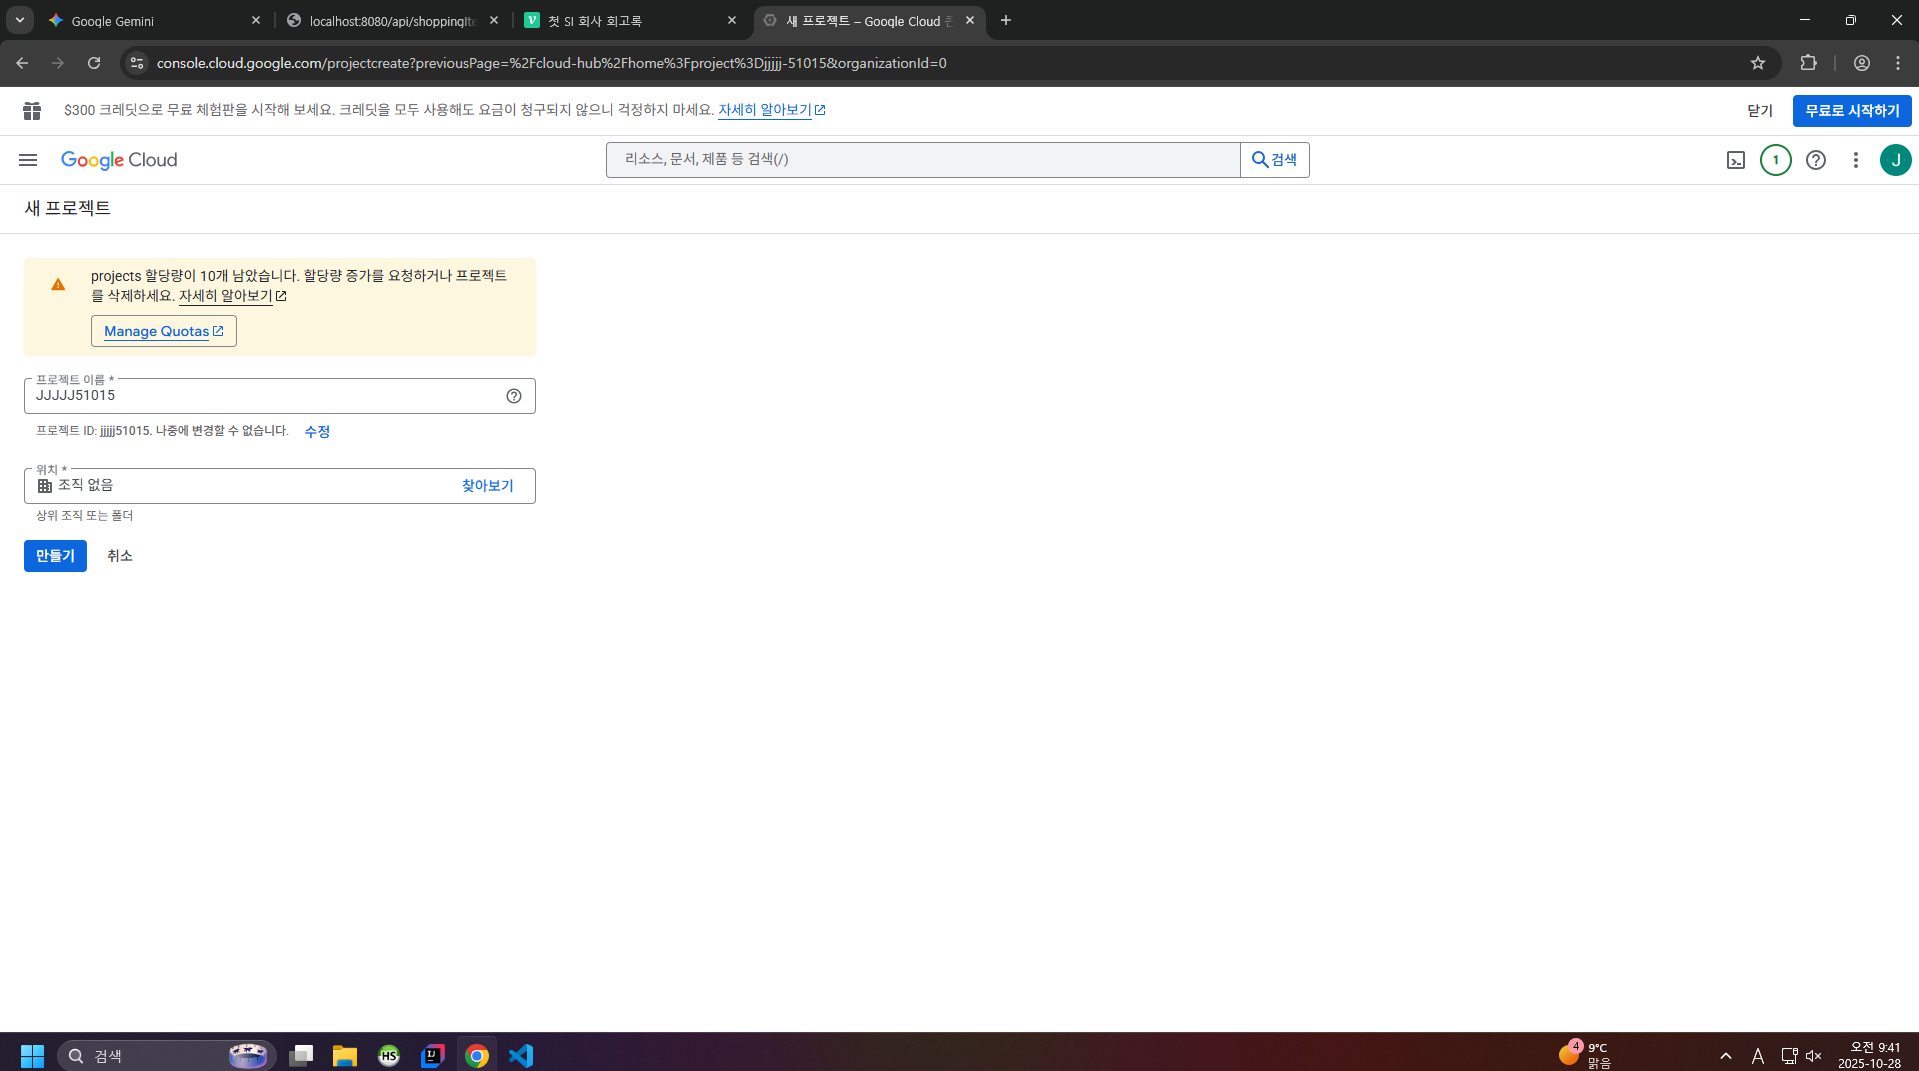 Google Gemini
localhost:8080/api/shoppingIte
첫 SI 회사 회고록
새 프로젝트 – Google Cloud 콘
console.cloud.google.com/projectcreate?previousPage=%2Fcloud-hub%2Fhome%3Fproject%3Djjjjj-51015&organizationId=0
$300 크레딧으로 무료 체험판을 시작해 보세요. 크레딧을 모두 사용해도 요금이 청구되지 않으니 걱정하지 마세요. 자세히 알아보기
닫기
무료로 시작하기
Google Cloud
리소스, 문서, 제품 등 검색(/)
검색
1
J
새 프로젝트
projects 할당량이 10개 남았습니다. 할당량 증가를 요청하거나 프로젝트
를 삭제하세요. 자세히 알아보기
Manage Quotas
프로젝트 이름 *
JJJJJ51015
프로젝트 ID: jjjjj51015. 나중에 변경할 수 없습니다. 수정
위치 *
조직 없음
찾아보기
상위 조직 또는 폴더
만들기
취소
검색
HS
IJ
4
9°C
맑음
A
오전 9:41
2025-10-28